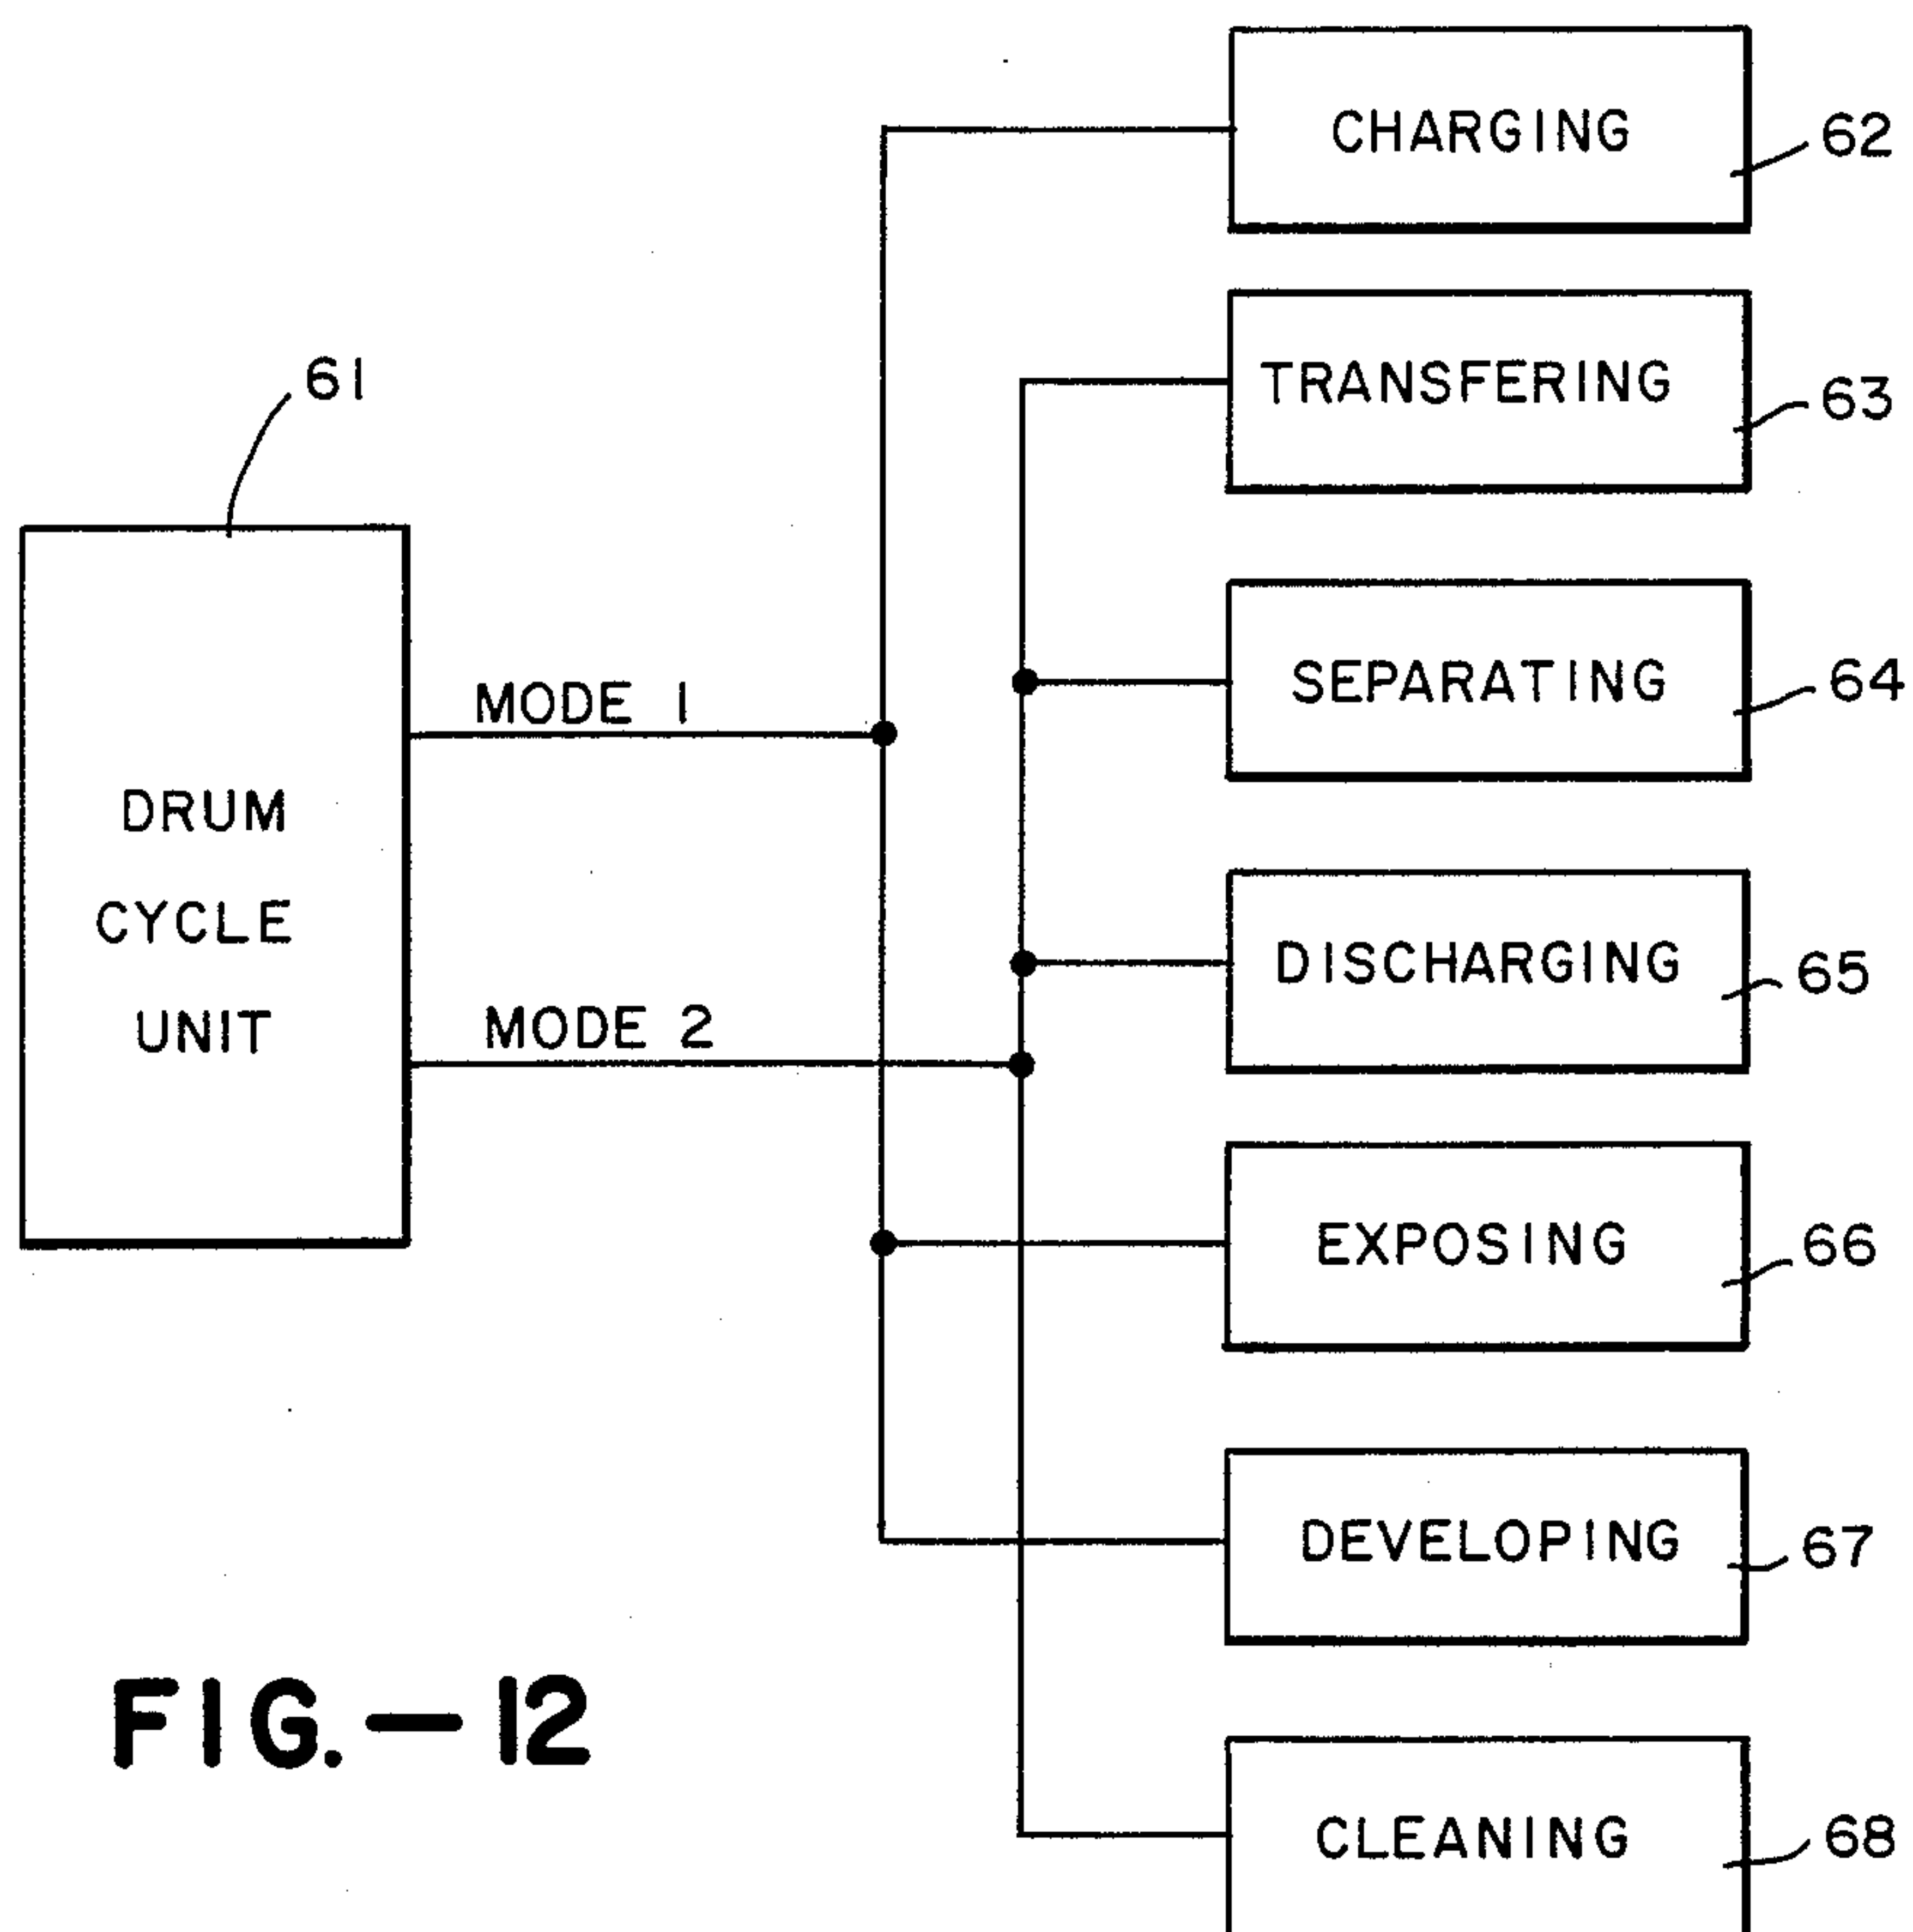 CHARGING
62
TRANSFERING
63
61
SEPARATING
64
MODE 1
DRUM
CYCLE
UNIT
DISCHARGING
65
MODE 2
EXPOSING
66
DEVELOPING
67
FIG.—12
CLEANING
68